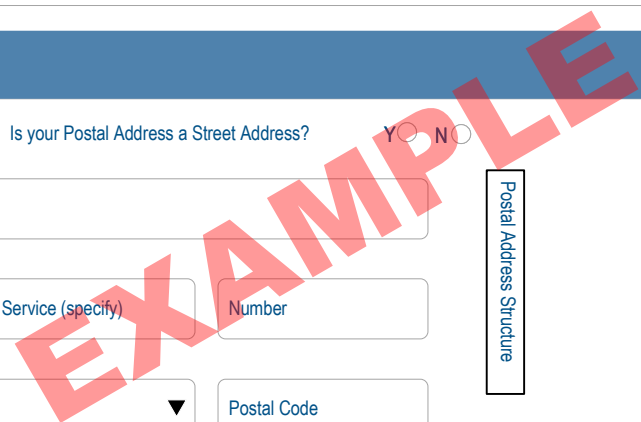 Is your Postal Address a Street Address? Y N
Postal Address Structure
Service (specify) Number
Postal Code
EXAMPLE